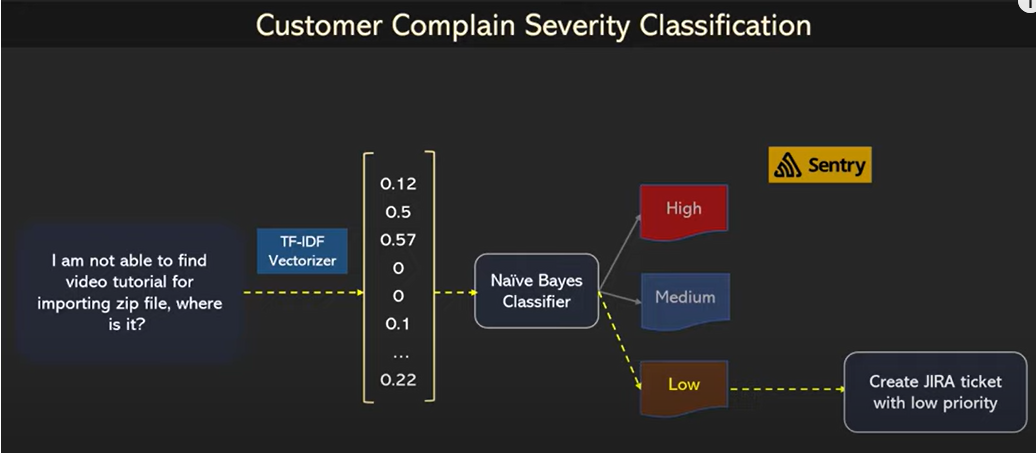 Customer Complain Severity Classification
I am not able to find
video tutorial for
importing zip file, where
is it?
TF-IDF
Vectorizer
0.12
0.5
0.57
0
0
0.1
...
0.22
Naïve Bayes
Classifier
High
Medium
Low
Sentry
Create JIRA ticket
with low priority